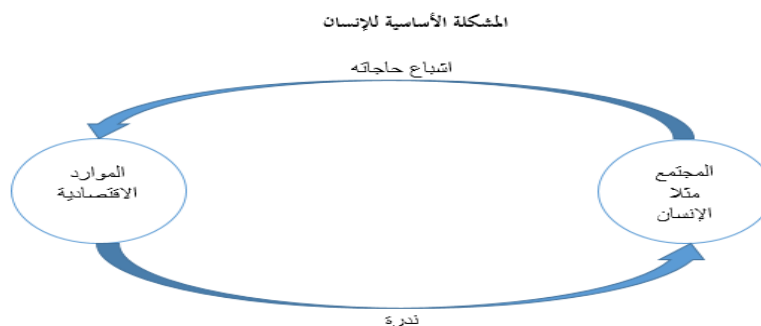 المشكلة الأساسية للإنسان
اشباع حاجاته
المجتمع
مثلا
الإنسان
الموارد
الاقتصادية
ندرة